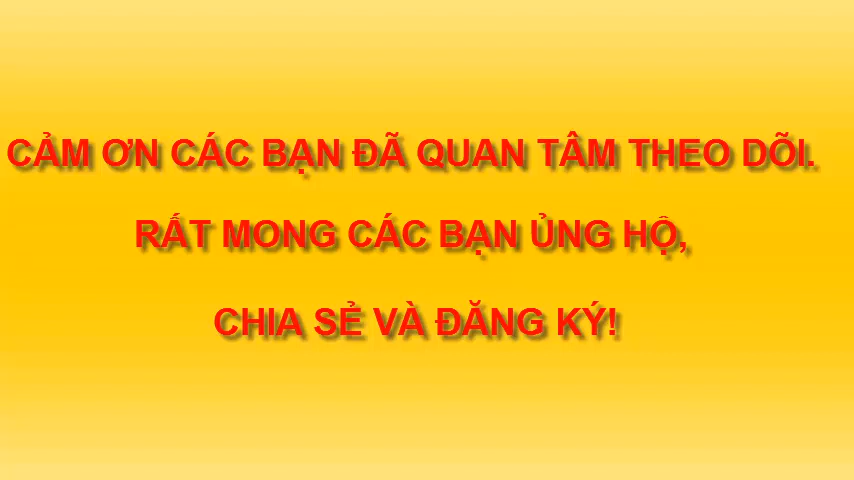 CẢM ƠN CÁC BẠN ĐÃ QUAN TÂM THEO DÕI.
RẤT MONG CÁC BẠN ỦNG HỘ,
CHIA SẺ VÀ ĐĂNG KÝ!